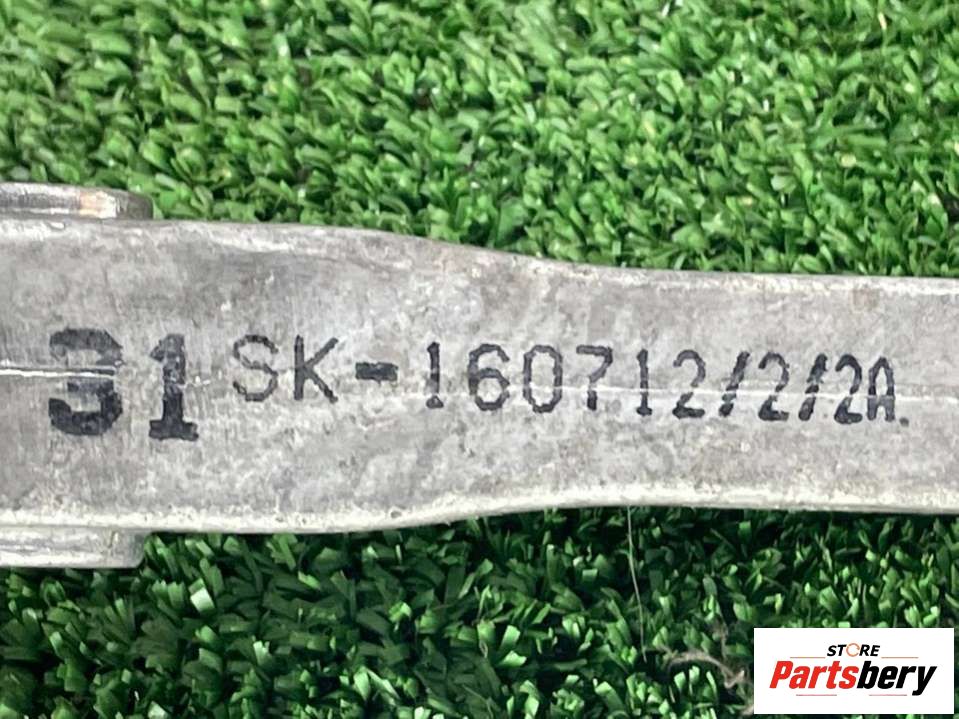 31 SK-160712/2/2A.
STORE
Partsbery